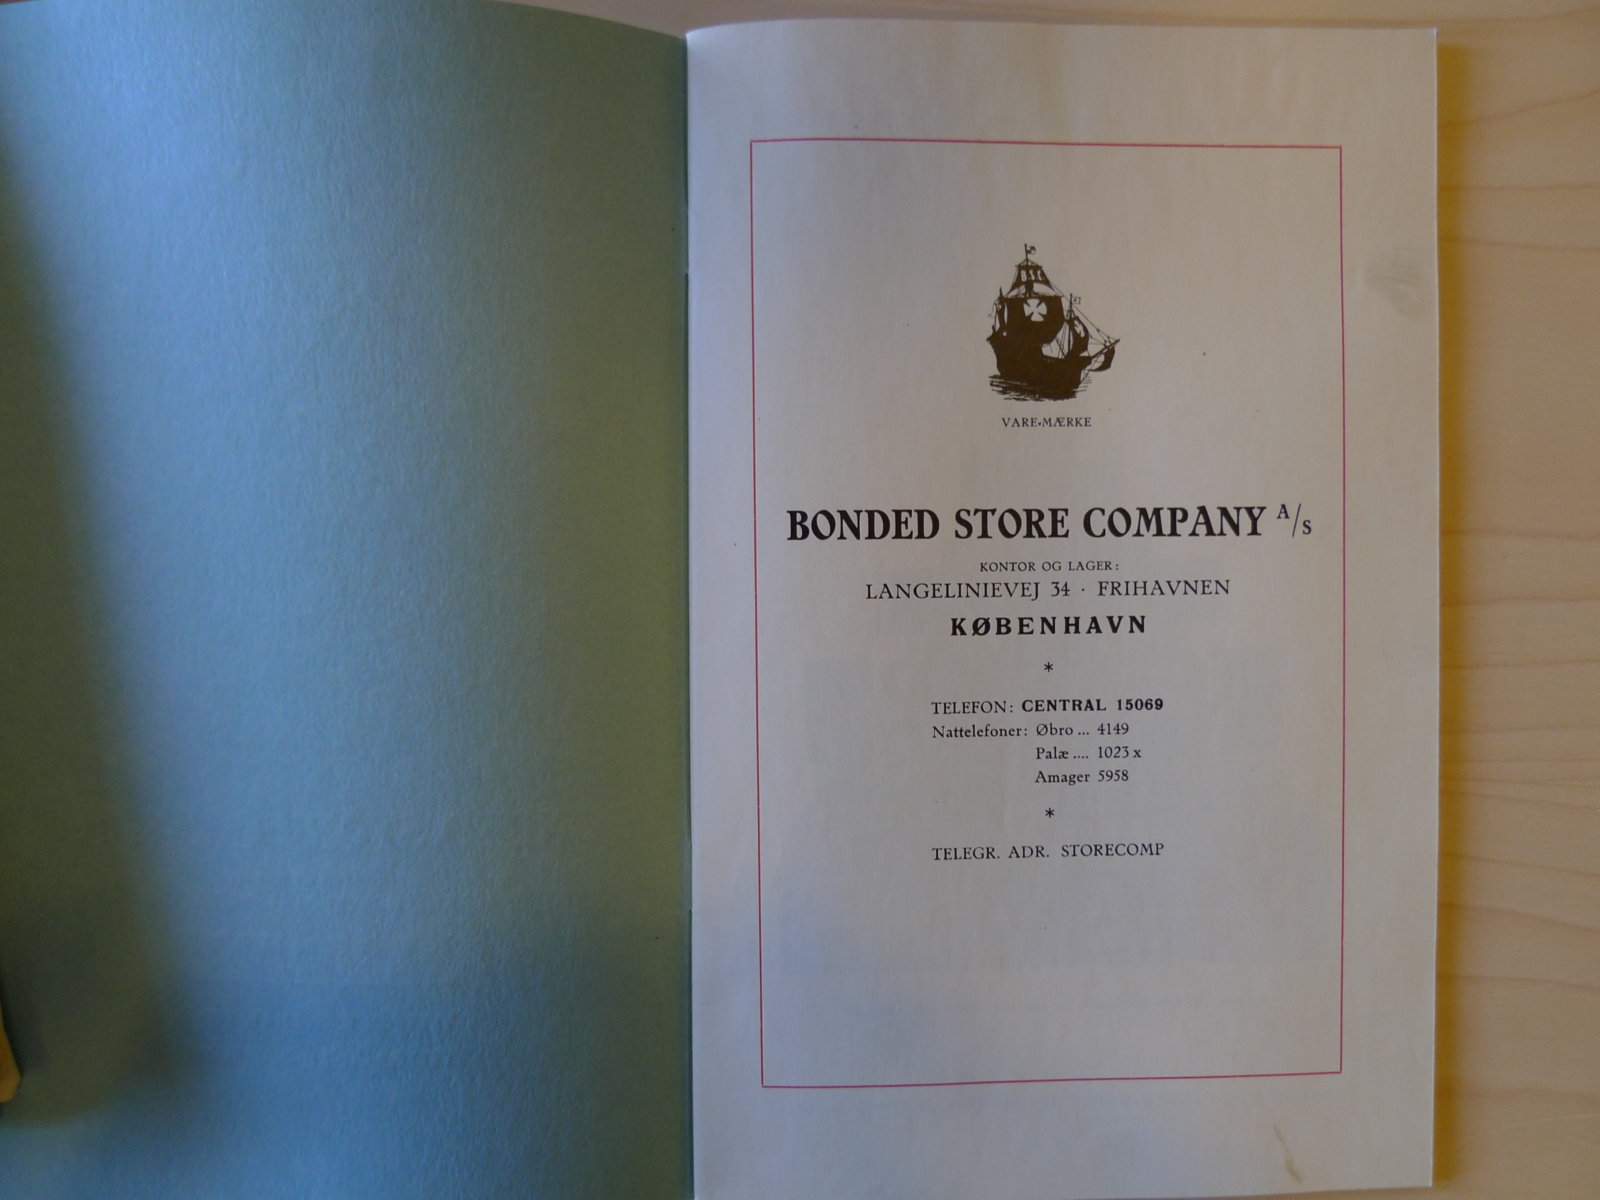 BSC
VARE-MÆRKE
BONDED STORE COMPANY A/S
KONTOR OG LAGER:
LANGELINIEVEJ 34 · FRIHAVNEN
KØBENHAVN
*
TELEFON: CENTRAL 15069
Nattelefoner: Øbro ... 4149
Palæ .... 1023 x
Amager 5958
*
TELEGR. ADR. STORECOMP